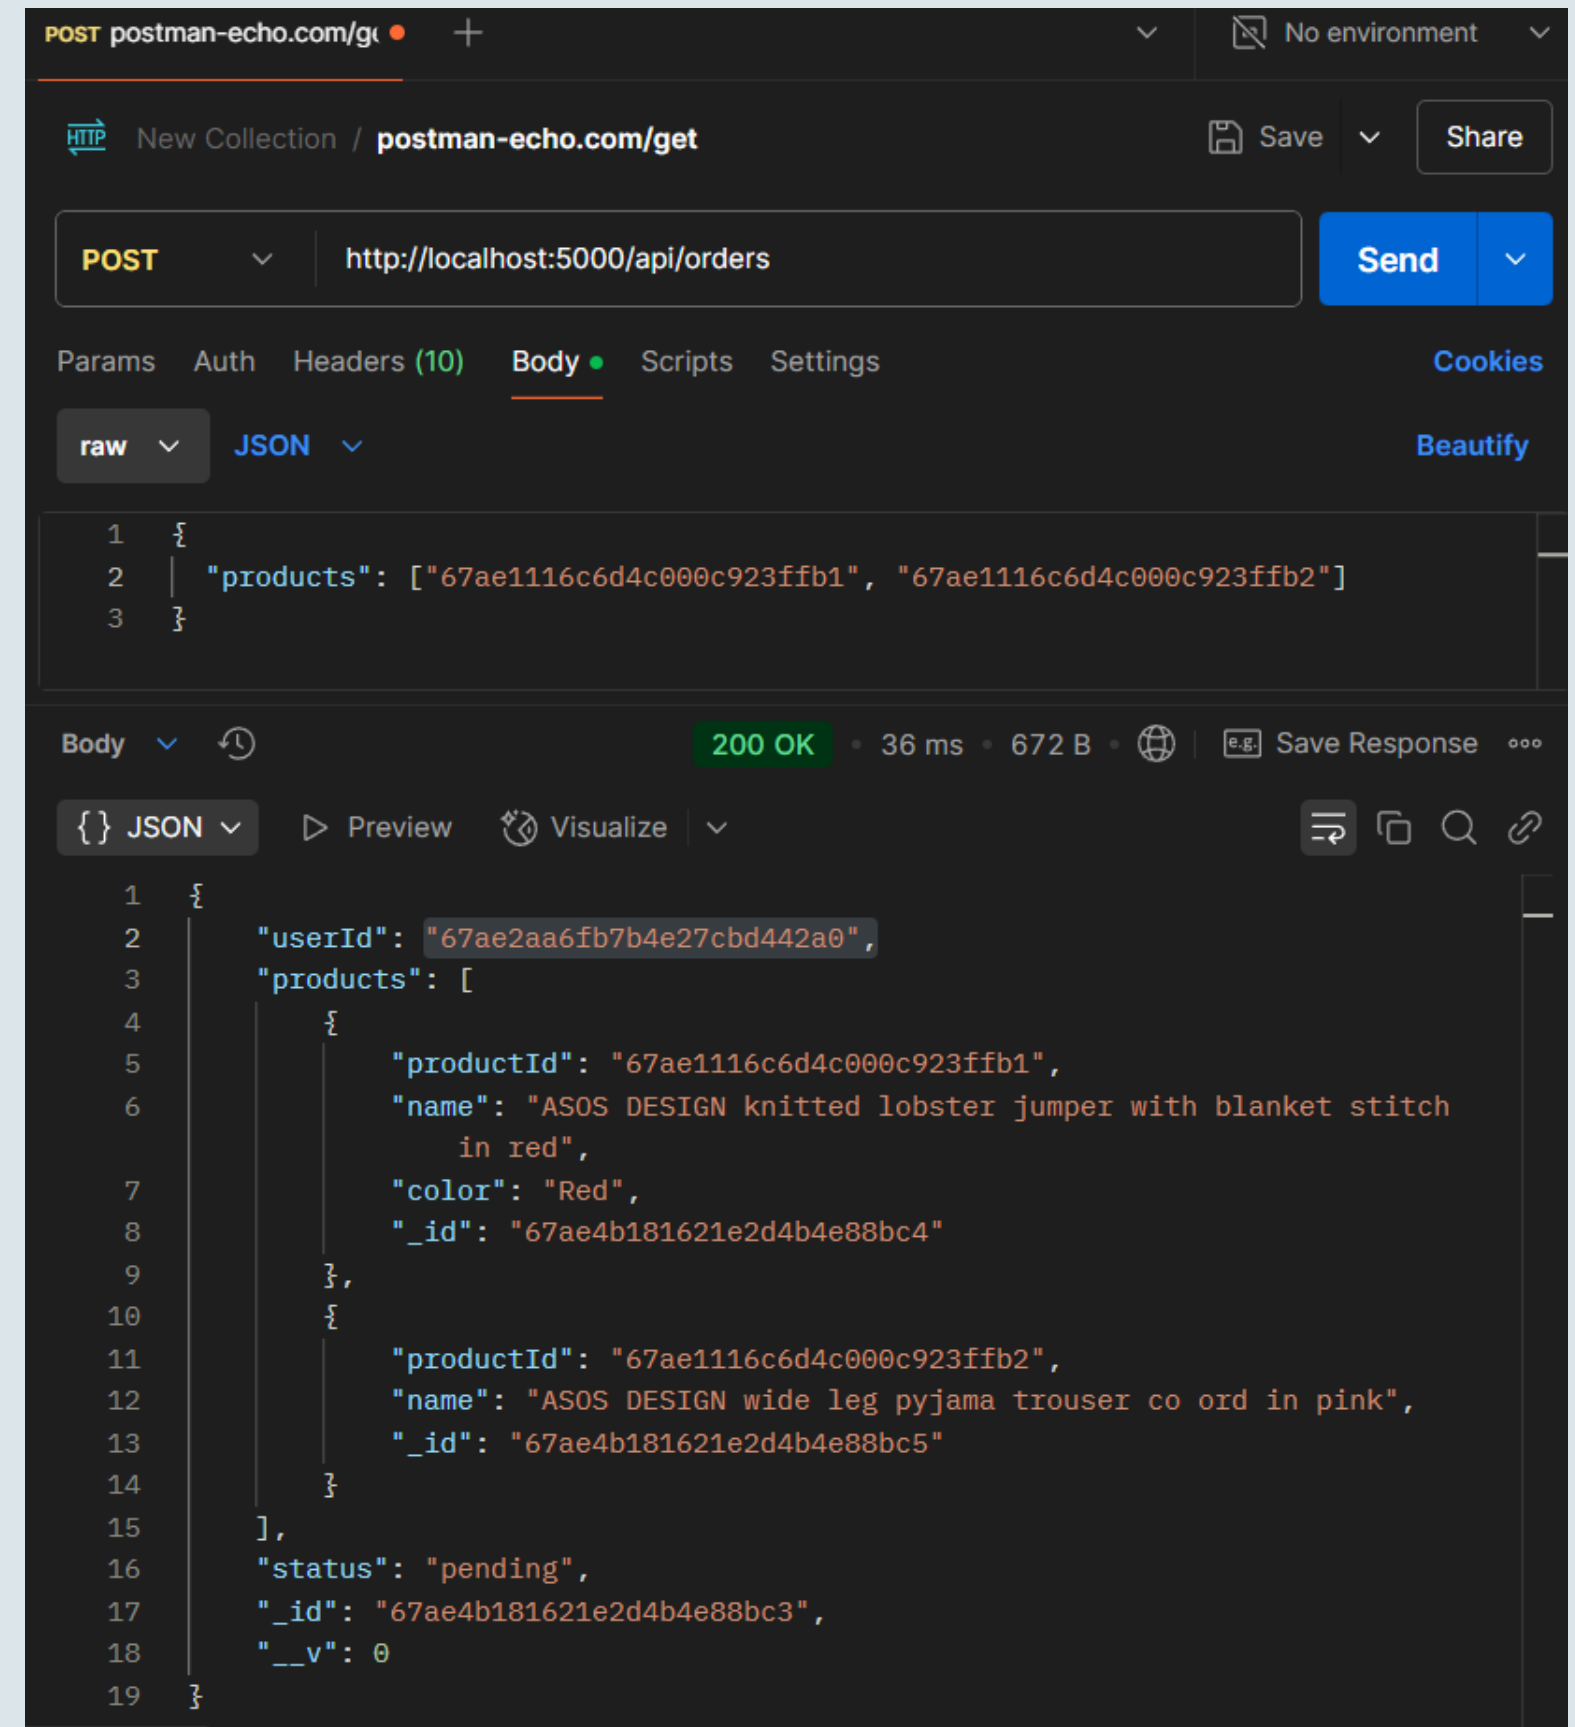 POST postman-echo.com/g
No environment
HTTP New Collection / postman-echo.com/get
Save
Share
POST
http://localhost:5000/api/orders
Send
Params Auth Headers (10) Body Scripts Settings Cookies
raw JSON Beautify
1 {
2 "products": ["67ae1116c6d4c000c923ffb1", "67ae1116c6d4c000c923ffb2"]
3 }
Body 200 OK 36 ms 672 B e.g. Save Response
{} JSON Preview Visualize
1 {
2 "userId": "67ae2aa6fb7b4e27cbd442a0",
3 "products": [
4 {
5 "productId": "67ae1116c6d4c000c923ffb1",
6 "name": "ASOS DESIGN knitted lobster jumper with blanket stitch
in red",
7 "color": "Red",
8 "_id": "67ae4b181621e2d4b4e88bc4"
9 },
10 {
11 "productId": "67ae1116c6d4c000c923ffb2",
12 "name": "ASOS DESIGN wide leg pyjama trouser co ord in pink",
13 "_id": "67ae4b181621e2d4b4e88bc5"
14 }
15 ],
16 "status": "pending",
17 "_id": "67ae4b181621e2d4b4e88bc3",
18 "__v": 0
19 }